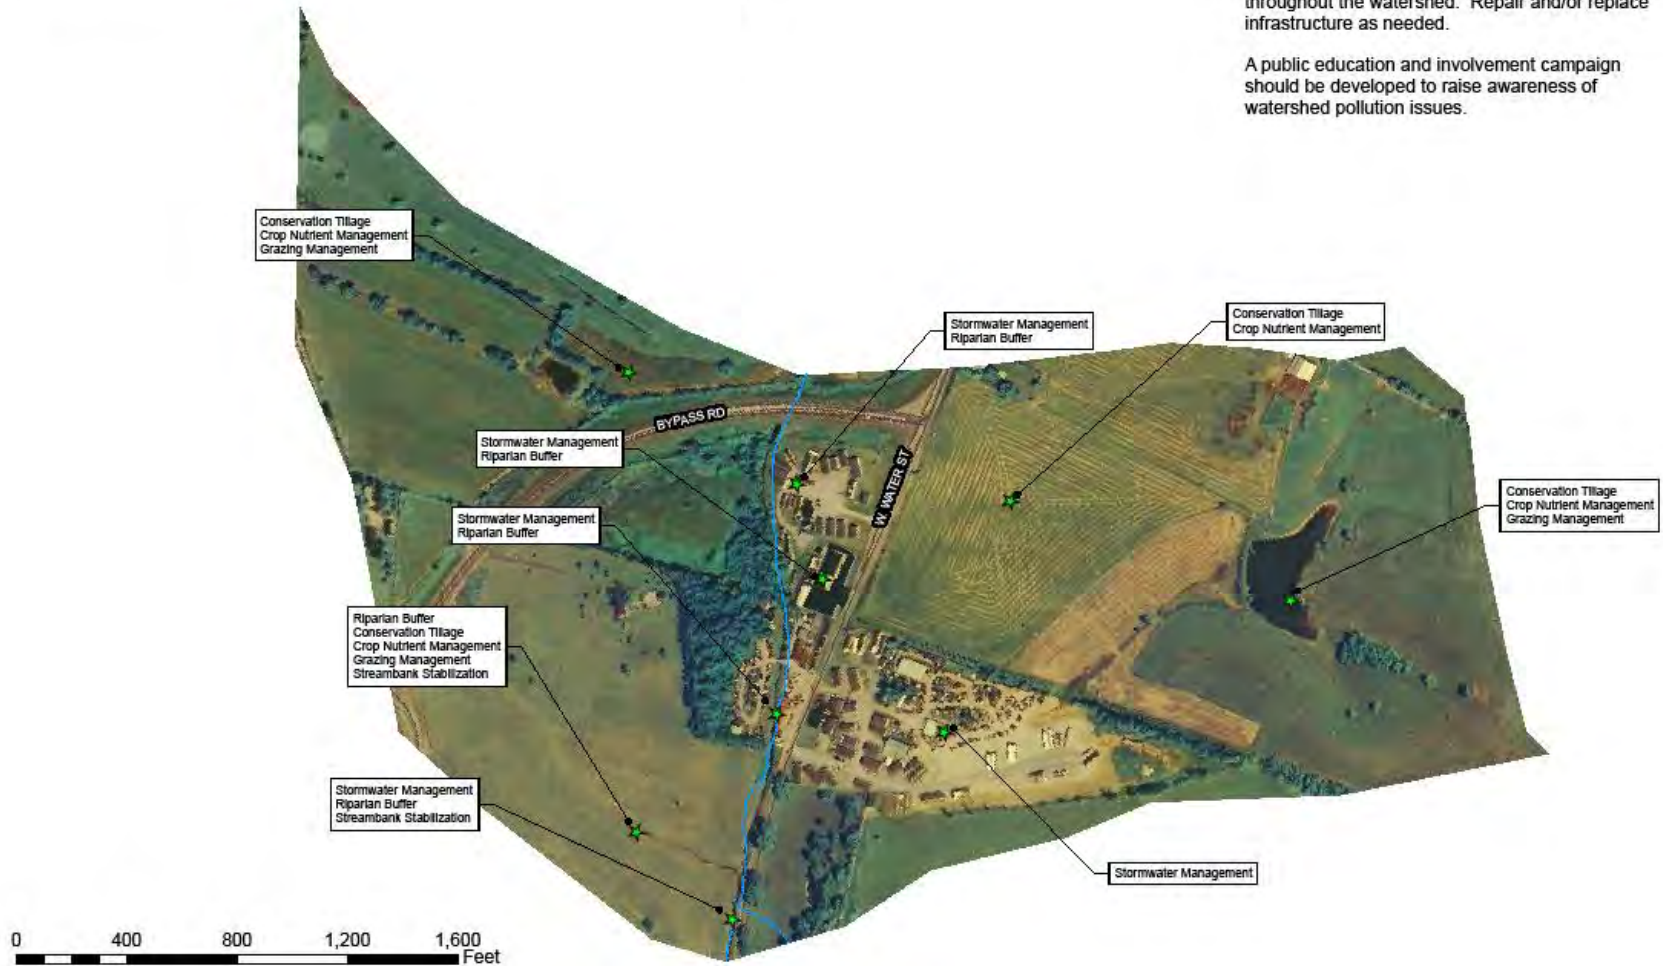 throughout the watershed. Repair and/or replace
infrastructure as needed.
A public education and involvement campaign
should be developed to raise awareness of
watershed pollution issues.
Conservation Tillage
Crop Nutrient Management
Grazing Management
Stormwater Management
Riparian Buffer
Conservation Tillage
Crop Nutrient Management
BYPASS RD
Stormwater Management
Riparian Buffer
W. WATER ST
Conservation Tillage
Crop Nutrient Management
Grazing Management
Stormwater Management
Riparian Buffer
Riparian Buffer
Conservation Tillage
Crop Nutrient Management
Grazing Management
Streambank Stabilization
Stormwater Management
Riparian Buffer
Streambank Stabilization
Stormwater Management
0 400 800 1,200 1,600
Feet